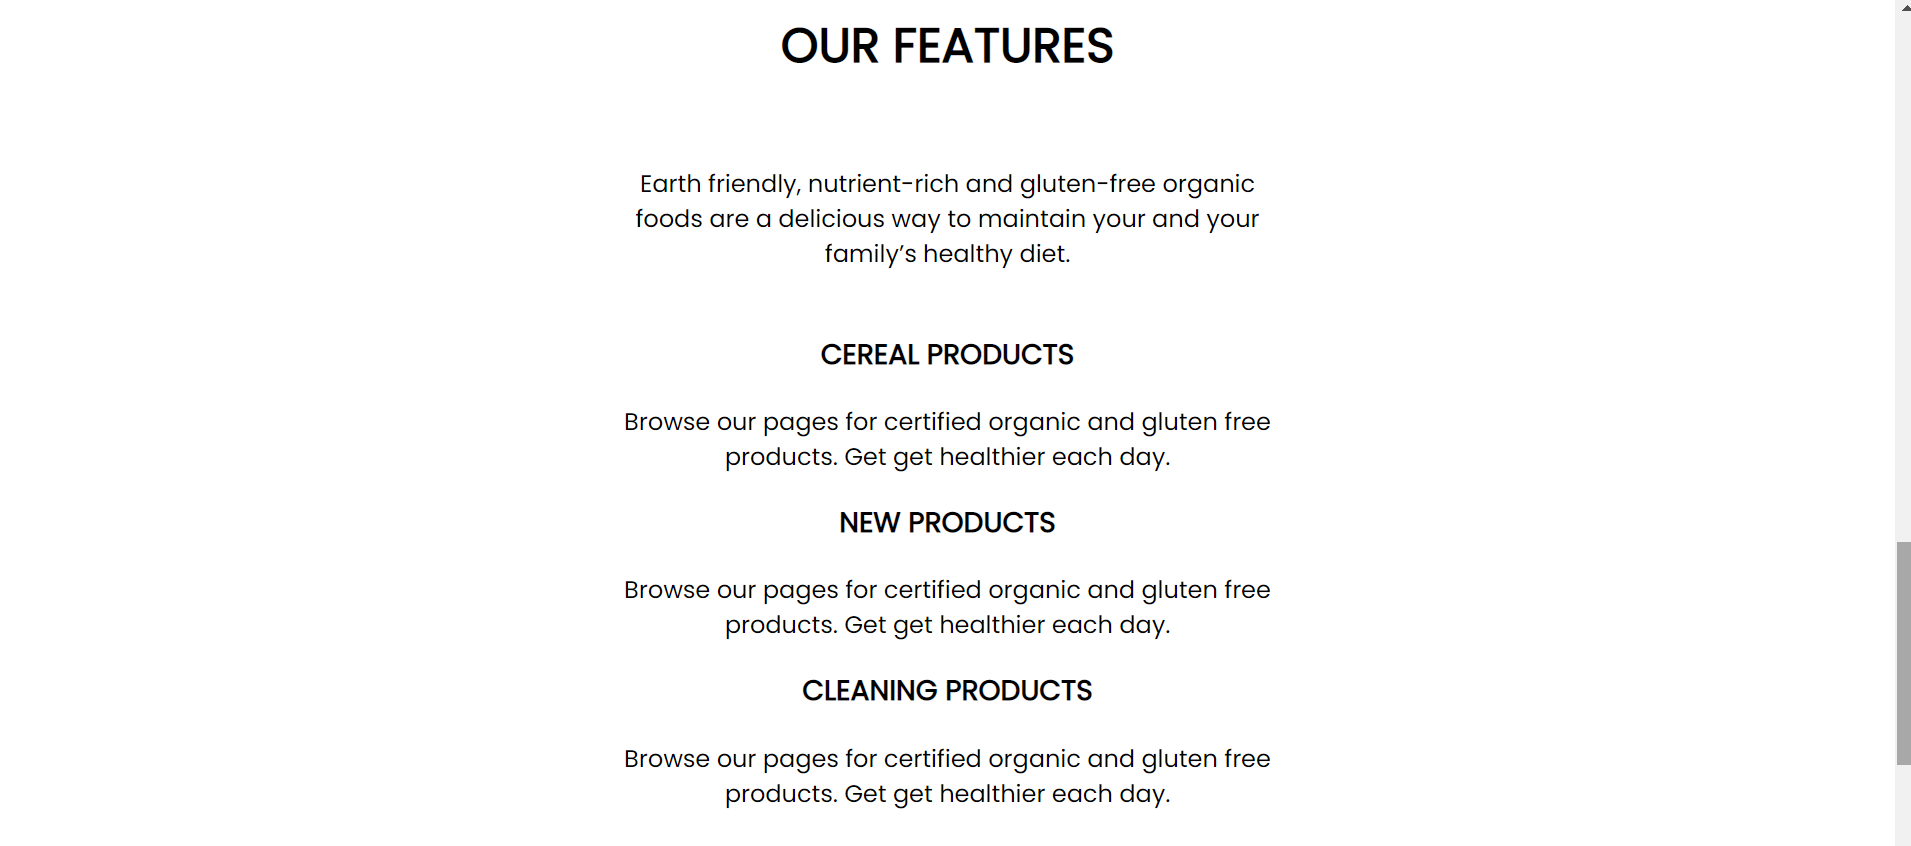 OUR FEATURES
Earth friendly, nutrient-rich and gluten-free organic
foods are a delicious way to maintain your and your
family’s healthy diet.
CEREAL PRODUCTS
Browse our pages for certified organic and gluten free
products. Get get healthier each day.
NEW PRODUCTS
Browse our pages for certified organic and gluten free
products. Get get healthier each day.
CLEANING PRODUCTS
Browse our pages for certified organic and gluten free
products. Get get healthier each day.